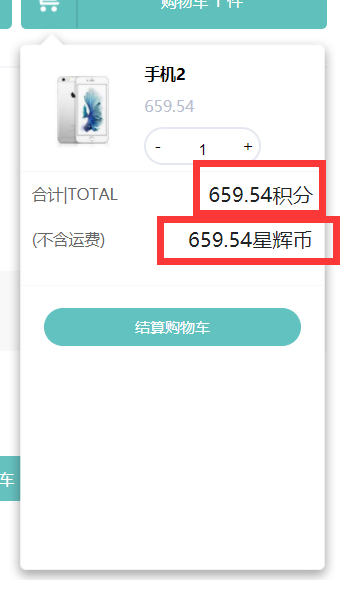 购物车 1 件
手机2
659.54
- 1 +
合计|TOTAL 659.54积分
(不含运费) 659.54星辉币
结算购物车
车